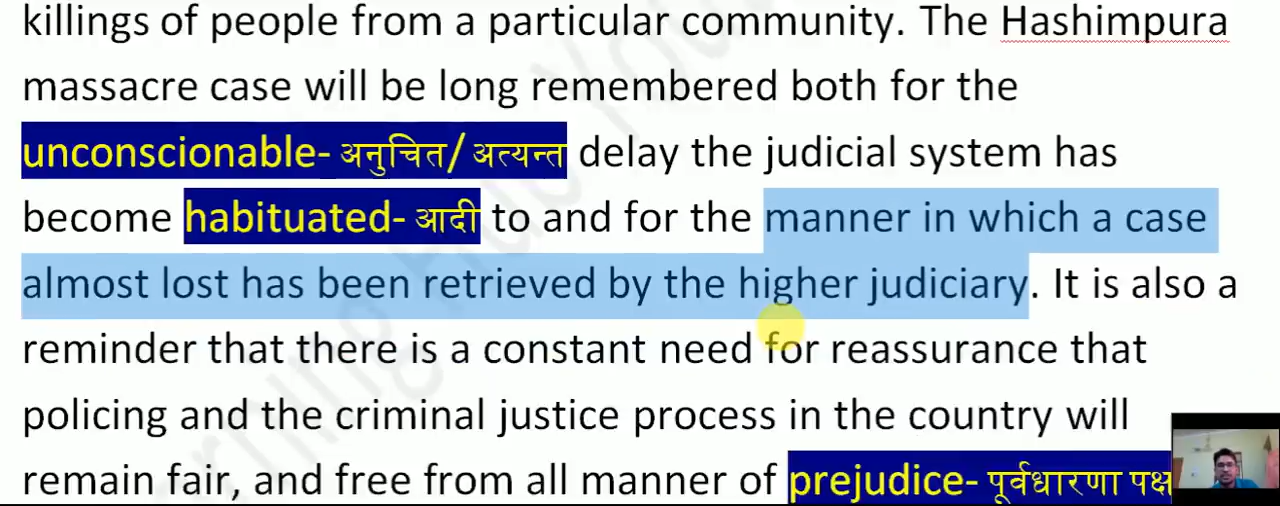 killings of people from a particular community. The Hashimpura
massacre case will be long remembered both for the
unconscionable- अनुचित/ अत्यन्त delay the judicial system has
become habituated- आदी to and for the manner in which a case
almost lost has been retrieved by the higher judiciary. It is also a
reminder that there is a constant need for reassurance that
policing and the criminal justice process in the country will
remain fair, and free from all manner of prejudice- पूर्वधारणा पक्ष